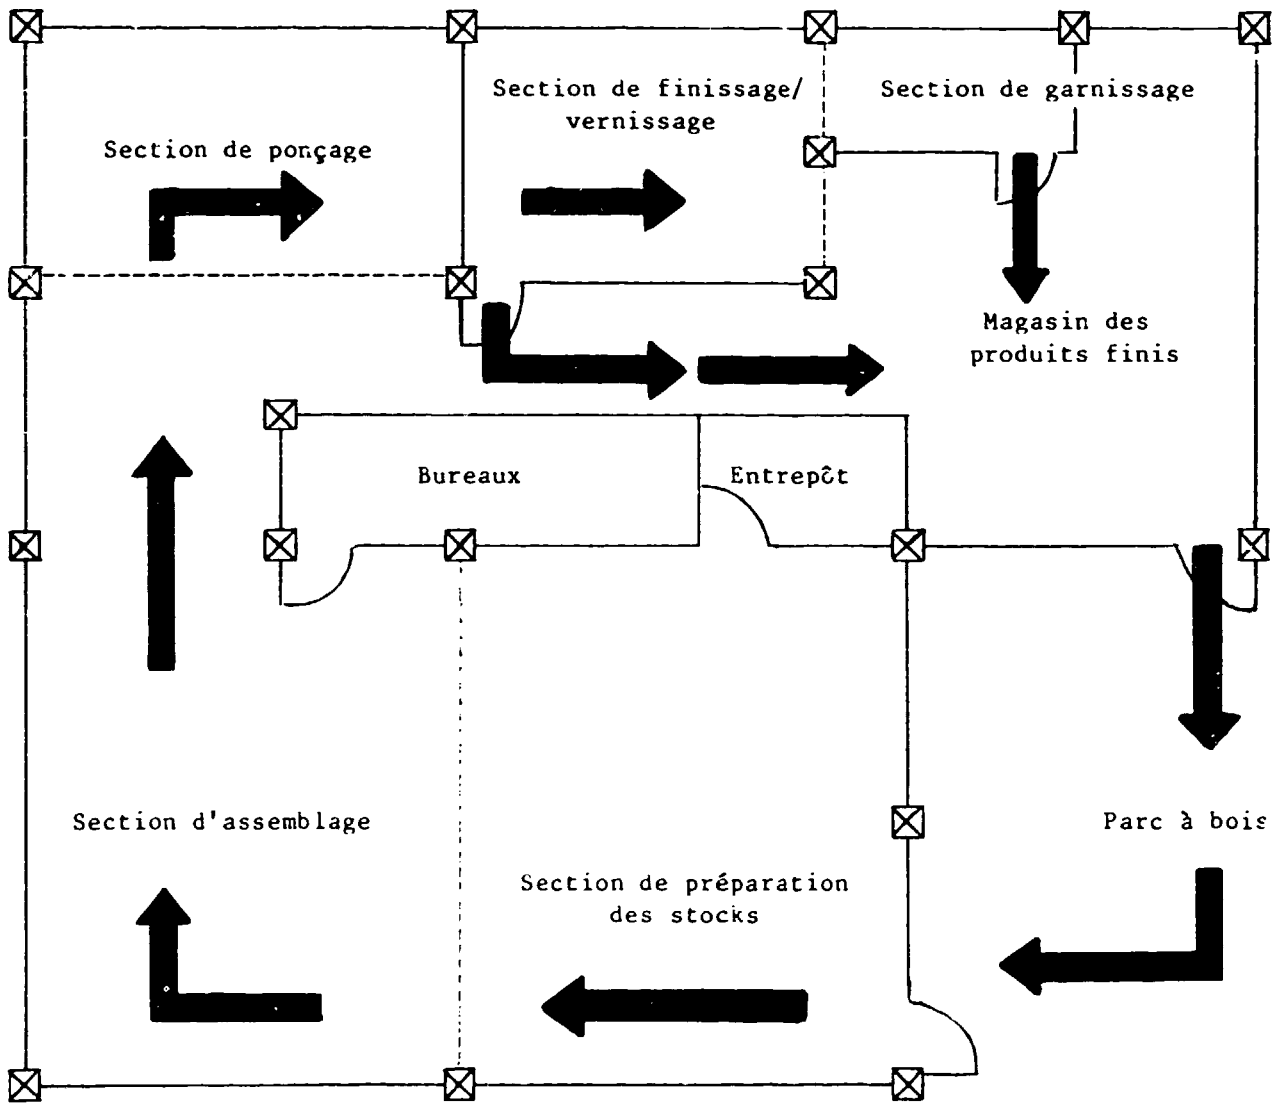 Section de finissage/
vernissage
Section de garnissage
Section de ponçage
Magasin des
produits finis
Bureaux
Entrepôt
Section d'assemblage
Parc à bois
Section de préparation
des stocks